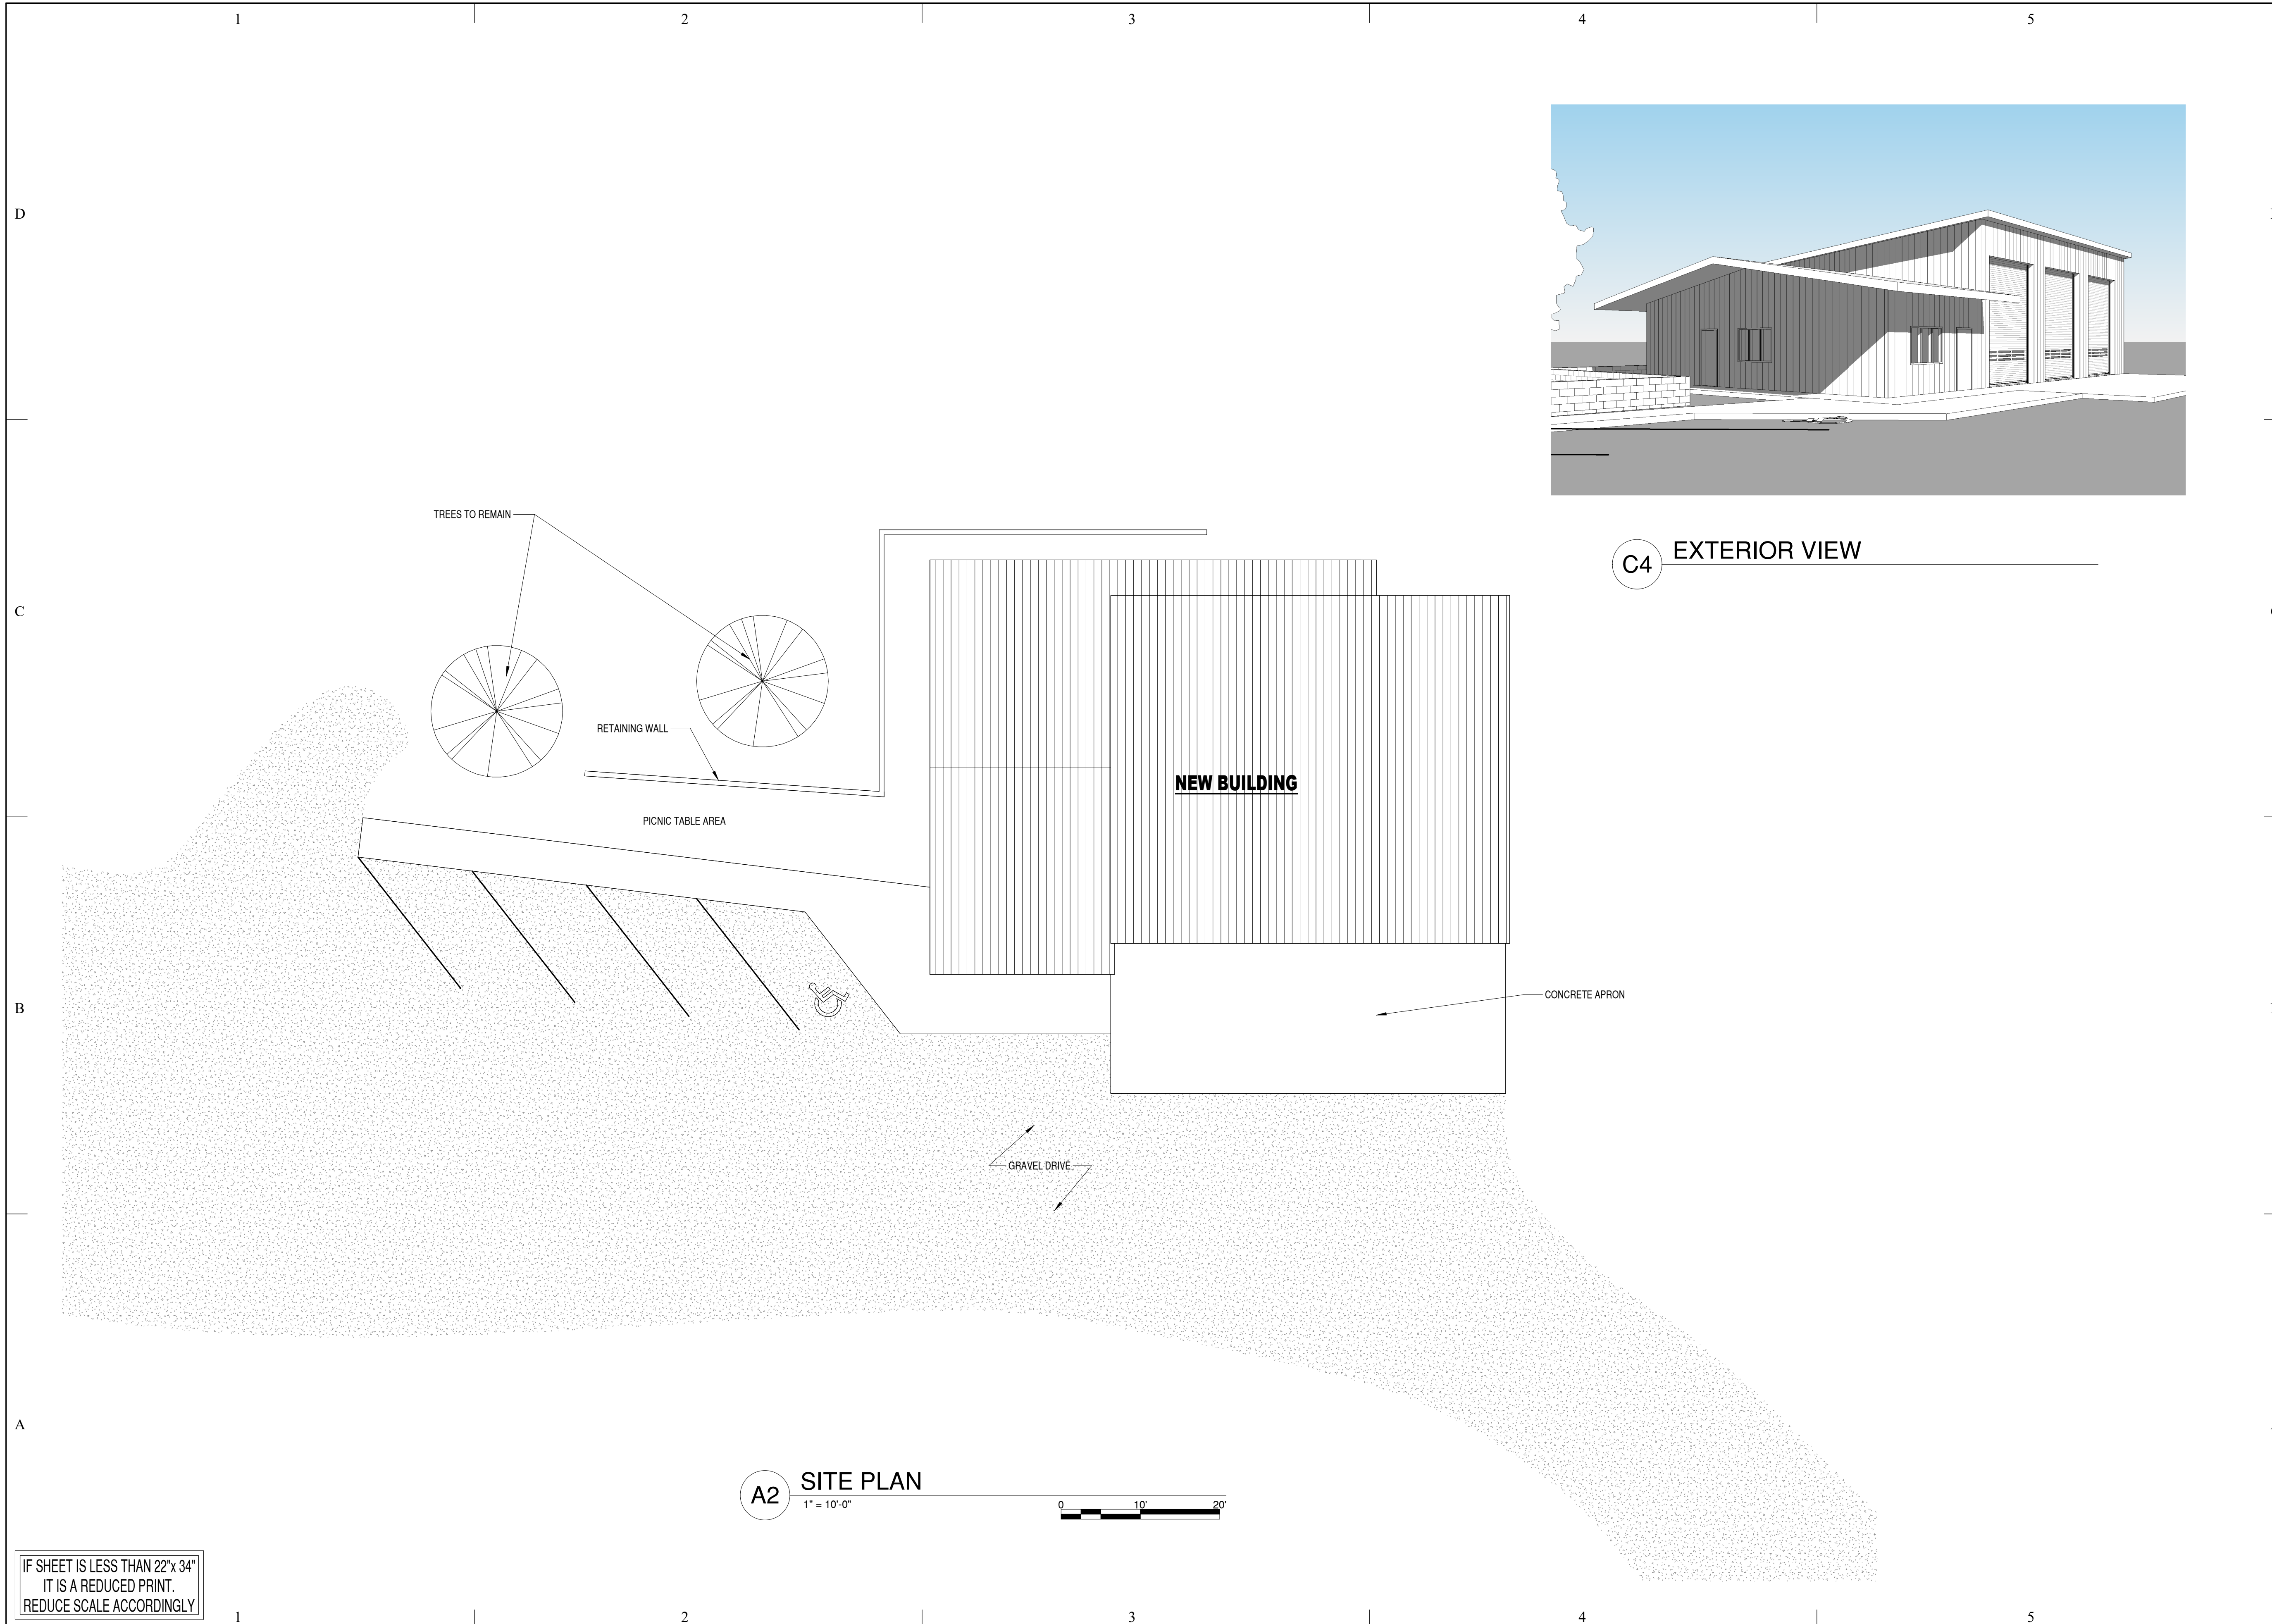 1 2 3 4 5
D
TREES TO REMAIN
C4 EXTERIOR VIEW
C
RETAINING WALL
NEW BUILDING
PICNIC TABLE AREA
CONCRETE APRON
B
GRAVEL DRIVE
A
A2 SITE PLAN
1" = 10'-0"
0 10' 20'
IF SHEET IS LESS THAN 22"x 34"
IT IS A REDUCED PRINT.
REDUCE SCALE ACCORDINGLY
1 2 3 4 5